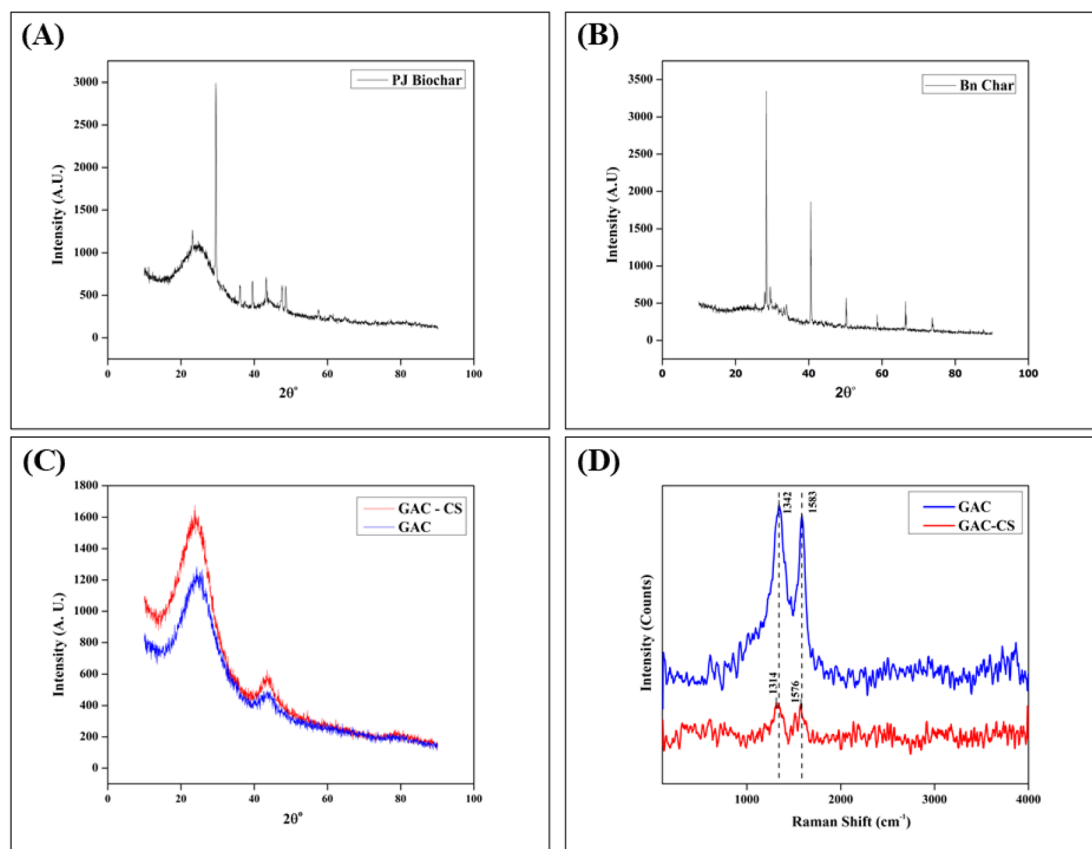 (A)
PJ Biochar
3000
2500
2000
1500
1000
500
0
Intensity (A.U.)
0 20 40 60 80 100
2θ°
(B)
Bn Char
3500
3000
2500
2000
1500
1000
500
0
Intensity (A.U)
0 20 40 60 80 100
2θ°
(C)
GAC - CS
GAC
1800
1600
1400
1200
1000
800
600
400
200
0
Intensity (A. U.)
0 20 40 60 80 100
2θ°
(D)
GAC
GAC-CS
1342
1583
1314
1576
Intensity (Counts)
1000 2000 3000 4000
Raman Shift (cm⁻¹)